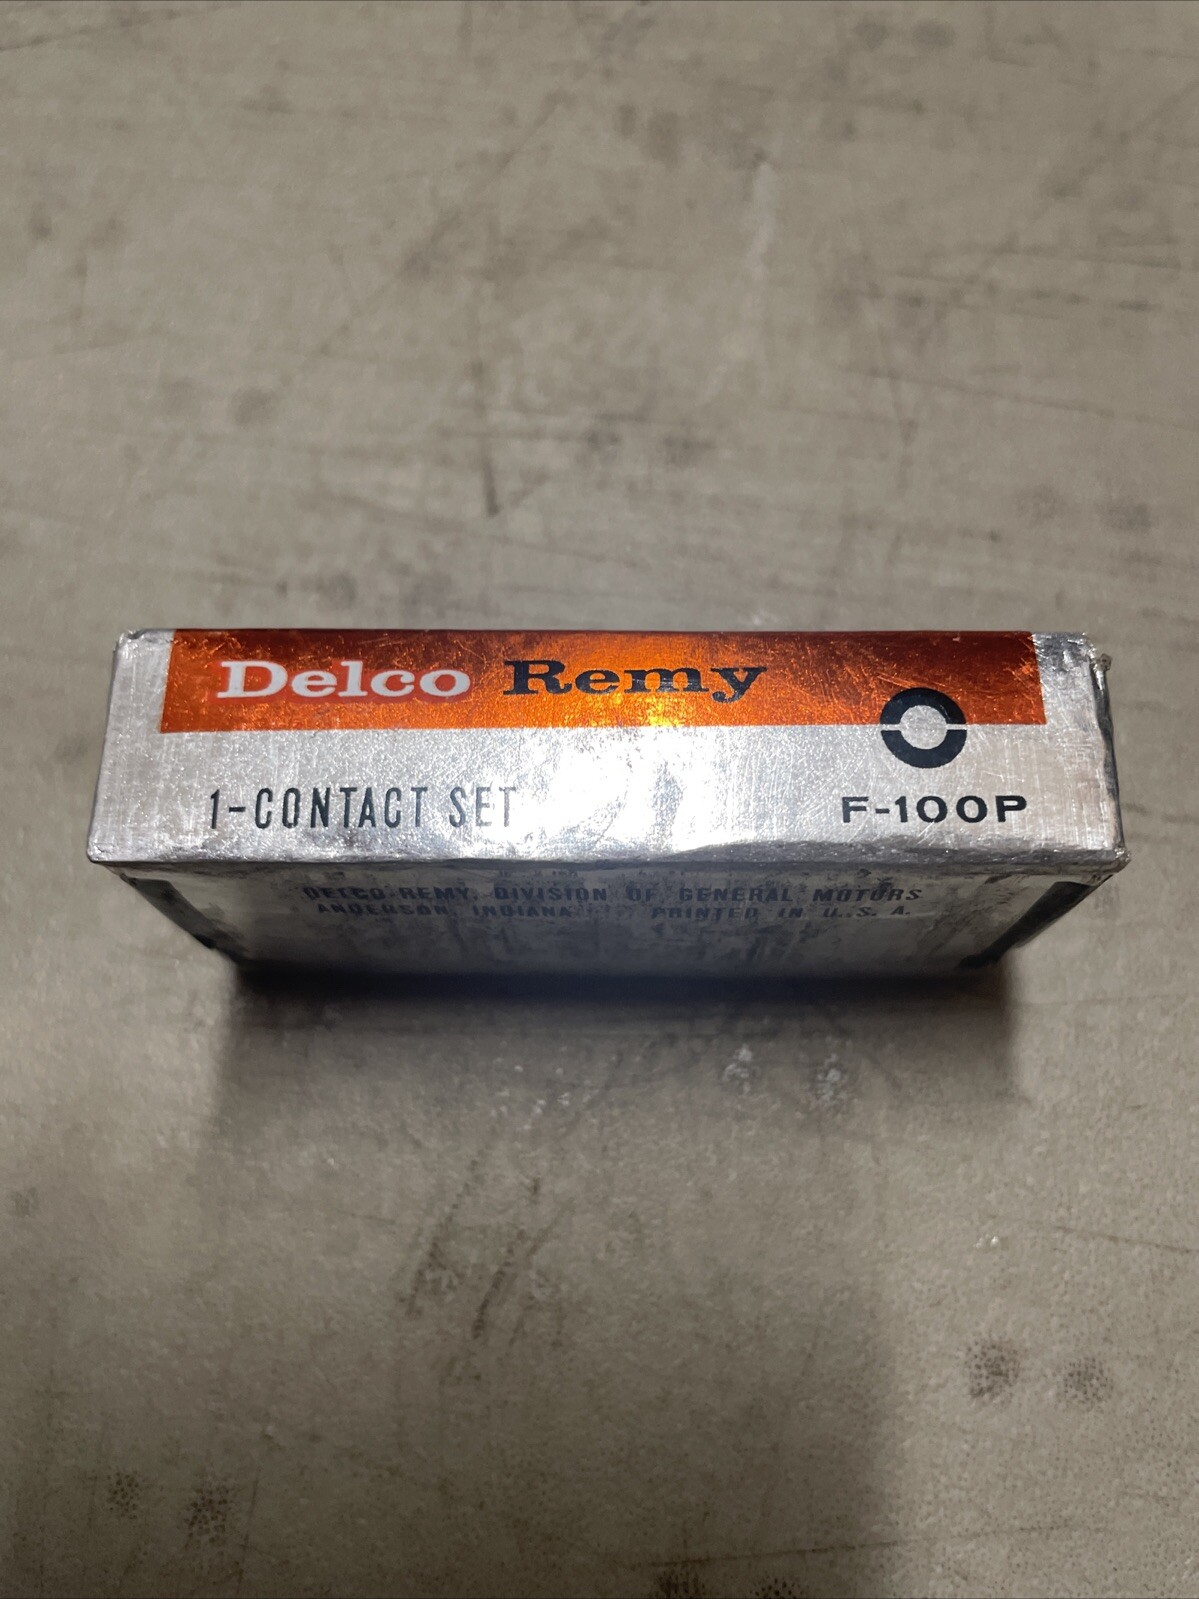 Delco Remy
1-CONTACT SET
F-100P
DELCO-REMY, DIVISION OF GENERAL MOTORS
ANDERSON, INDIANA PRINTED IN U.S.A.